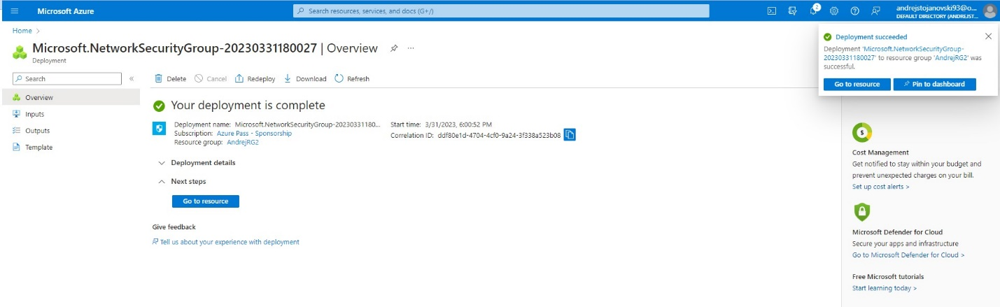 Microsoft Azure
Search resources, services, and docs (G+/)
2
andrejstojanovski93@o...
DEFAULT DIRECTORY (ANDREJST...
Home >
Microsoft.NetworkSecurityGroup-20230331180027 | Overview
...
Deployment
Search
«
Delete
Cancel
Redeploy
Download
Refresh
Overview
Inputs
Outputs
Template
Your deployment is complete
Deployment name: Microsoft.NetworkSecurityGroup-20230331180...
Subscription: Azure Pass - Sponsorship
Resource group: AndrejRG2
Start time: 3/31/2023, 6:00:52 PM
Correlation ID: ddf80e1d-4704-4cf0-9a24-3f338a523b08
Deployment details
Next steps
Go to resource
Give feedback
Tell us about your experience with deployment
Deployment succeeded
Deployment 'Microsoft.NetworkSecurityGroup-
20230331180027' to resource group 'AndrejRG2' was
successful.
Go to resource
Pin to dashboard
Cost Management
Get notified to stay within your budget and
prevent unexpected charges on your bill.
Set up cost alerts >
Microsoft Defender for Cloud
Secure your apps and infrastructure
Go to Microsoft Defender for Cloud >
Free Microsoft tutorials
Start learning today >